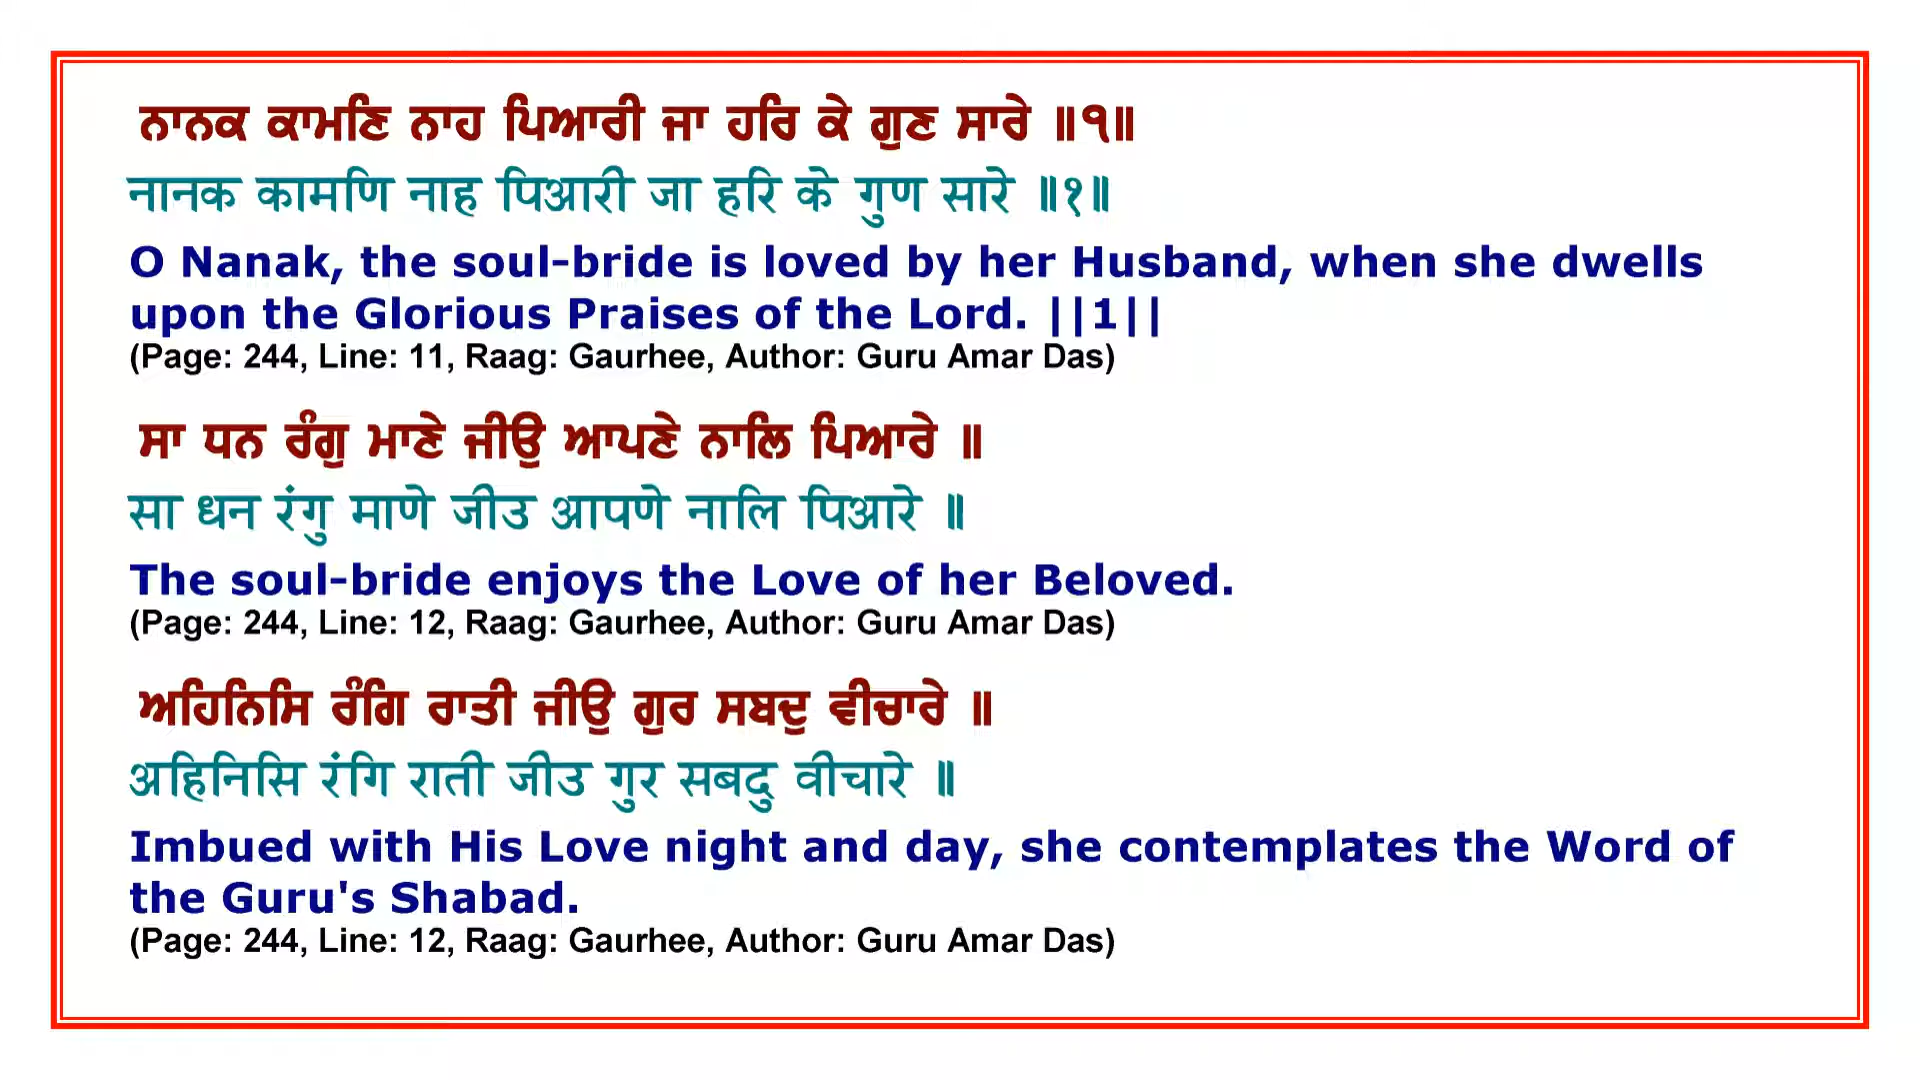 ਨਾਨਕ ਕਾਮਣਿ ਨਾਹ ਪਿਆਰੀ ਜਾ ਹਰਿ ਕੇ ਗੁਣ ਸਾਰੇ ॥੧॥
नानक कामणि नाह पिआरी जा हरि के गुण सारे ॥१॥
O Nanak, the soul-bride is loved by her Husband, when she dwells
upon the Glorious Praises of the Lord. ||1||
(Page: 244, Line: 11, Raag: Gaurhee, Author: Guru Amar Das)
ਸਾ ਧਨ ਰੰਗੁ ਮਾਣੇ ਜੀਉ ਆਪਣੇ ਨਾਲਿ ਪਿਆਰੇ ॥
सा धन रंगु माणे जीउ आपणे नालि पिआरे ॥
The soul-bride enjoys the Love of her Beloved.
(Page: 244, Line: 12, Raag: Gaurhee, Author: Guru Amar Das)
ਅਹਿਨਿਸਿ ਰੰਗਿ ਰਾਤੀ ਜੀਉ ਗੁਰ ਸਬਦੁ ਵੀਚਾਰੇ ॥
अहिनिसि रंगि राती जीउ गुर सबदु वीचारे ॥
Imbued with His Love night and day, she contemplates the Word of
the Guru's Shabad.
(Page: 244, Line: 12, Raag: Gaurhee, Author: Guru Amar Das)